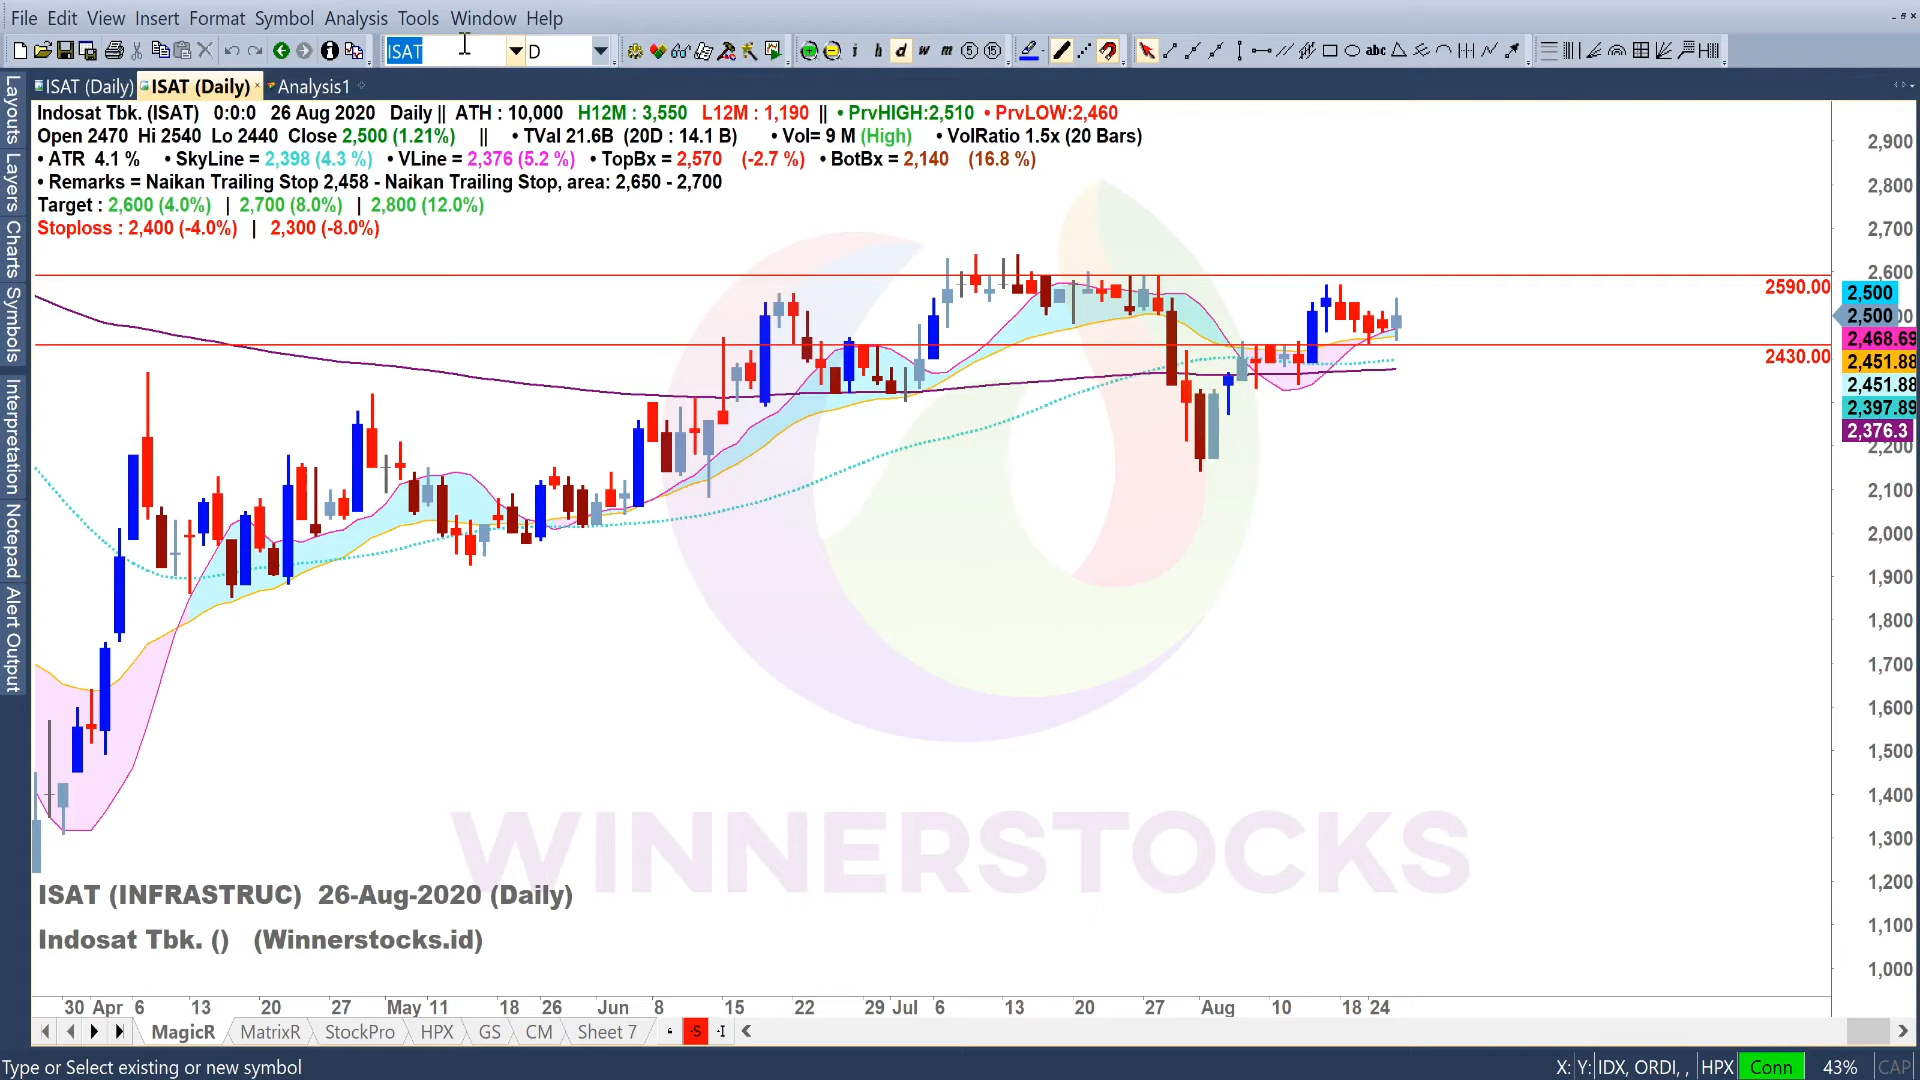 File Edit View Insert Format Symbol Analysis Tools Window Help
ISAT D i h d w m 5 15 abc
ISAT (Daily) ISAT (Daily) Analysis1
Layouts Layers Charts Symbols Interpretation Notepad Alert Output
Indosat Tbk. (ISAT) 0:0:0 26 Aug 2020 Daily || ATH : 10,000 H12M : 3,550 L12M : 1,190 || • PrvHIGH:2,510 • PrvLOW:2,460
Open 2470 Hi 2540 Lo 2440 Close 2,500 (1.21%) || • TVal 21.6B (20D : 14.1 B) • Vol= 9 M (High) • VolRatio 1.5x (20 Bars)
• ATR 4.1 % • SkyLine = 2,398 (4.3 %) • VLine = 2,376 (5.2 %) • TopBx = 2,570 (-2.7 %) • BotBx = 2,140 (16.8 %)
• Remarks = Naikan Trailing Stop 2,458 - Naikan Trailing Stop, area: 2,650 - 2,700
Target : 2,600 (4.0%) | 2,700 (8.0%) | 2,800 (12.0%)
Stoploss : 2,400 (-4.0%) | 2,300 (-8.0%)
2,900
2,800
2,700
2,600
2590.00
2,500
2,500
2,468.69
2430.00
2,451.88
2,451.88
2,397.89
2,376.3
2,200
2,100
2,000
1,900
1,800
1,700
1,600
1,500
1,400
1,300
1,200
1,100
1,000
WINNERSTOCKS
ISAT (INFRASTRUC) 26-Aug-2020 (Daily)
Indosat Tbk. () (Winnerstocks.id)
30 Apr 6 13 20 27 May 11 18 26 Jun 8 15 22 29 Jul 6 13 20 27 Aug 10 18 24
MagicR MatrixR StockPro HPX GS CM Sheet 7 S I
Type or Select existing or new symbol X: Y: IDX, ORDI, , HPX Conn 43% CAP